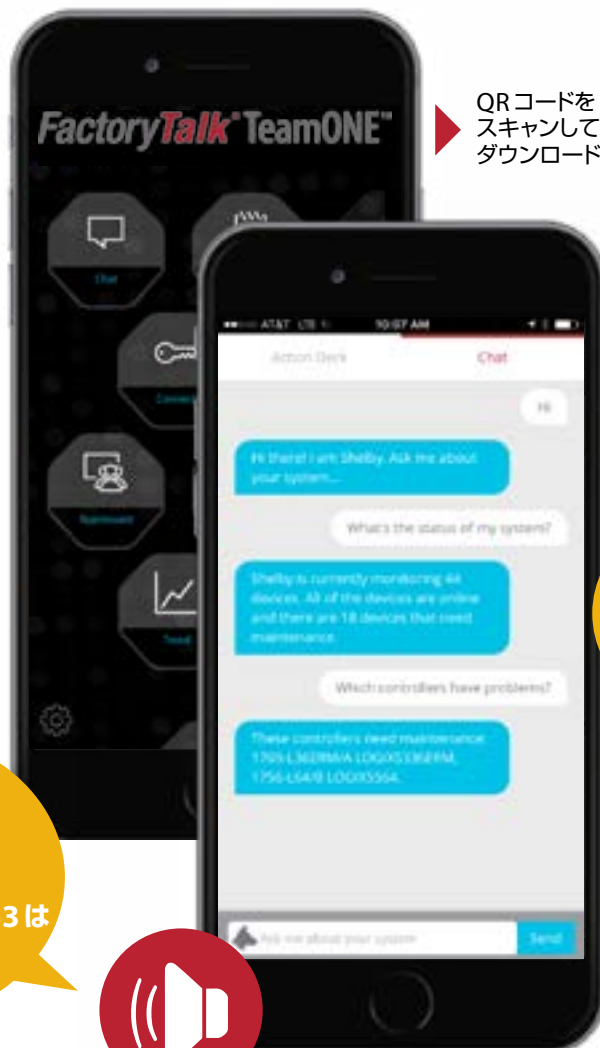 FactoryTalk® TeamONE™
QRコードを
スキャンして
ダウンロード
Chat
AT&T LTE
10:07 AM
Action Deck
Chat
Hi
Hi there! I am Shelby. Ask me about
your system...
What's the status of my system?
Shelby is currently monitoring 44
devices. All of the devices are online
and there are 18 devices that need
maintenance.
Which controllers have problems?
These controllers need maintenance:
1756-L64/B LOGIX5564.
Trend
3は
Ask me about your system
Send